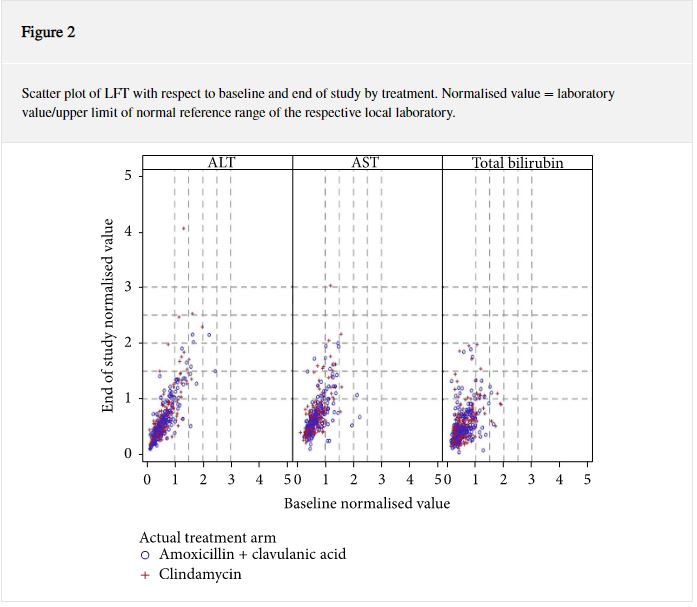 Figure 2
Scatter plot of LFT with respect to baseline and end of study by treatment. Normalised value = laboratory
value/upper limit of normal reference range of the respective local laboratory.
ALT AST Total bilirubin
5
4
3
2
1
0
End of study normalised value
0 1 2 3 4 5 0 1 2 3 4 5 0 1 2 3 4 5
Baseline normalised value
Actual treatment arm
Amoxicillin + clavulanic acid
Clindamycin